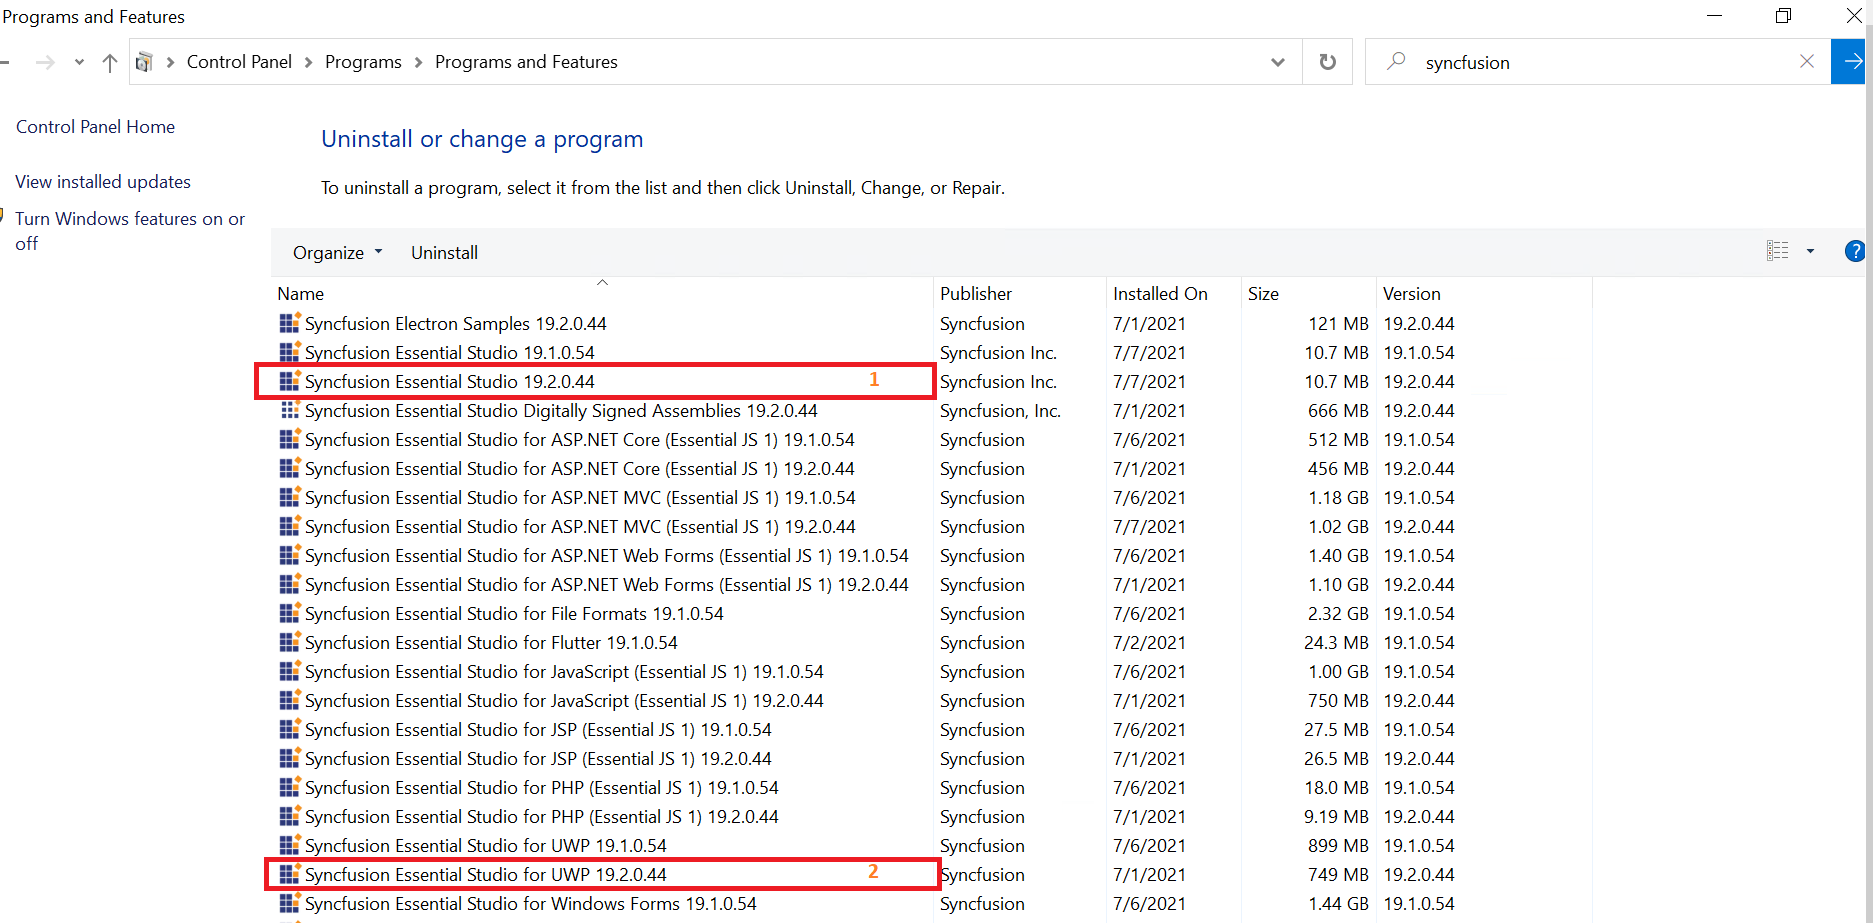 Programs and Features
Control Panel Programs Programs and Features
syncfusion
Control Panel Home
View installed updates
Turn Windows features on or
off
Uninstall or change a program
To uninstall a program, select it from the list and then click Uninstall, Change, or Repair.
Organize Uninstall
?
Name Publisher Installed On Size Version
Syncfusion Electron Samples 19.2.0.44 Syncfusion 7/1/2021 121 MB 19.2.0.44
Syncfusion Essential Studio 19.1.0.54 Syncfusion Inc. 7/7/2021 10.7 MB 19.1.0.54
Syncfusion Essential Studio 19.2.0.44 1 Syncfusion Inc. 7/7/2021 10.7 MB 19.2.0.44
Syncfusion Essential Studio Digitally Signed Assemblies 19.2.0.44 Syncfusion, Inc. 7/1/2021 666 MB 19.2.0.44
Syncfusion Essential Studio for ASP.NET Core (Essential JS 1) 19.1.0.54 Syncfusion 7/6/2021 512 MB 19.1.0.54
Syncfusion Essential Studio for ASP.NET Core (Essential JS 1) 19.2.0.44 Syncfusion 7/1/2021 456 MB 19.2.0.44
Syncfusion Essential Studio for ASP.NET MVC (Essential JS 1) 19.1.0.54 Syncfusion 7/6/2021 1.18 GB 19.1.0.54
Syncfusion Essential Studio for ASP.NET MVC (Essential JS 1) 19.2.0.44 Syncfusion 7/7/2021 1.02 GB 19.2.0.44
Syncfusion Essential Studio for ASP.NET Web Forms (Essential JS 1) 19.1.0.54 Syncfusion 7/6/2021 1.40 GB 19.1.0.54
Syncfusion Essential Studio for ASP.NET Web Forms (Essential JS 1) 19.2.0.44 Syncfusion 7/1/2021 1.10 GB 19.2.0.44
Syncfusion Essential Studio for File Formats 19.1.0.54 Syncfusion 7/6/2021 2.32 GB 19.1.0.54
Syncfusion Essential Studio for Flutter 19.1.0.54 Syncfusion 7/2/2021 24.3 MB 19.1.0.54
Syncfusion Essential Studio for JavaScript (Essential JS 1) 19.1.0.54 Syncfusion 7/6/2021 1.00 GB 19.1.0.54
Syncfusion Essential Studio for JavaScript (Essential JS 1) 19.2.0.44 Syncfusion 7/1/2021 750 MB 19.2.0.44
Syncfusion Essential Studio for JSP (Essential JS 1) 19.1.0.54 Syncfusion 7/6/2021 27.5 MB 19.1.0.54
Syncfusion Essential Studio for JSP (Essential JS 1) 19.2.0.44 Syncfusion 7/1/2021 26.5 MB 19.2.0.44
Syncfusion Essential Studio for PHP (Essential JS 1) 19.1.0.54 Syncfusion 7/6/2021 18.0 MB 19.1.0.54
Syncfusion Essential Studio for PHP (Essential JS 1) 19.2.0.44 Syncfusion 7/1/2021 9.19 MB 19.2.0.44
Syncfusion Essential Studio for UWP 19.1.0.54 Syncfusion 7/6/2021 899 MB 19.1.0.54
Syncfusion Essential Studio for UWP 19.2.0.44 2 Syncfusion 7/1/2021 749 MB 19.2.0.44
Syncfusion Essential Studio for Windows Forms 19.1.0.54 Syncfusion 7/6/2021 1.44 GB 19.1.0.54